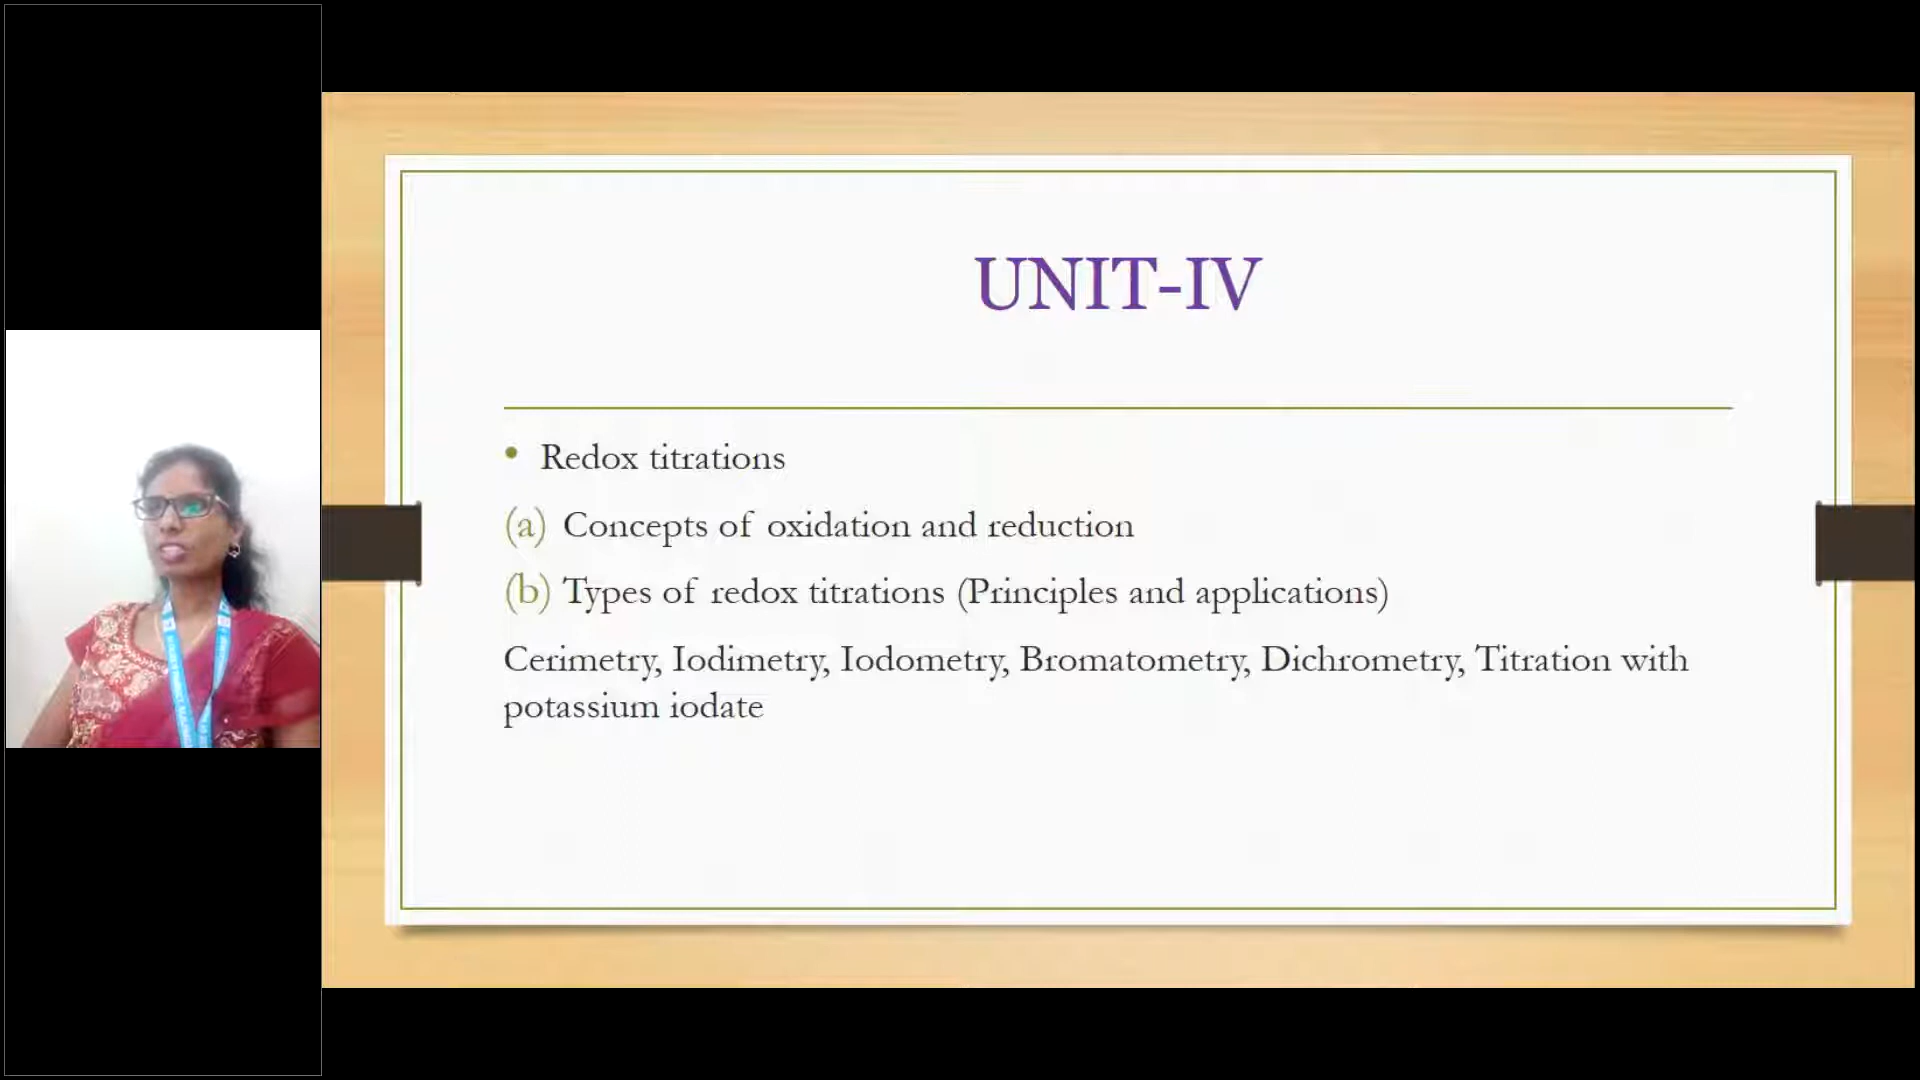 UNIT-IV
• Redox titrations
(a) Concepts of oxidation and reduction
(b) Types of redox titrations (Principles and applications)
Cerimetry, Iodimetry, Iodometry, Bromatometry, Dichrometry, Titration with
potassium iodate